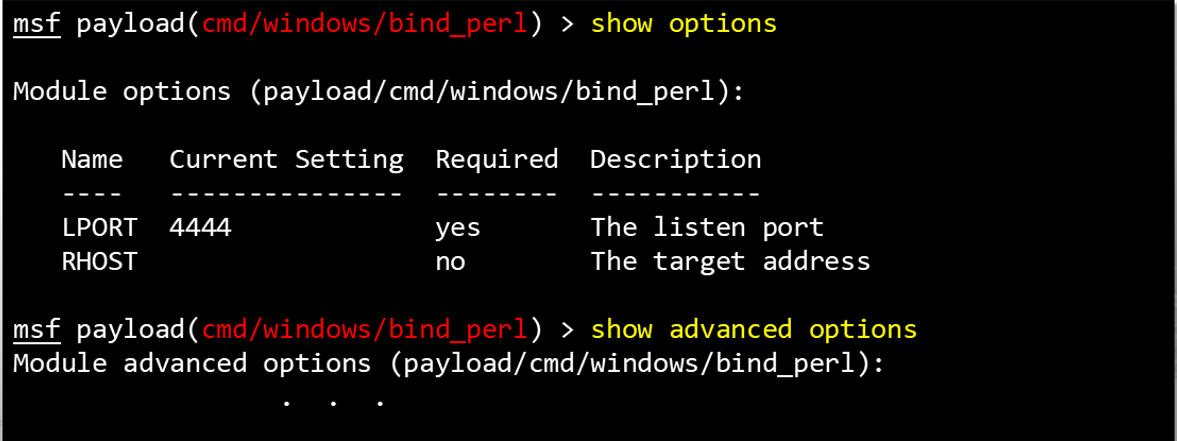 msf payload(cmd/windows/bind_perl) > show options
Module options (payload/cmd/windows/bind_perl):
Name Current Setting Required Description
---- --------------- -------- -----------
LPORT 4444 yes The listen port
RHOST no The target address
msf payload(cmd/windows/bind_perl) > show advanced options
Module advanced options (payload/cmd/windows/bind_perl):
. . .